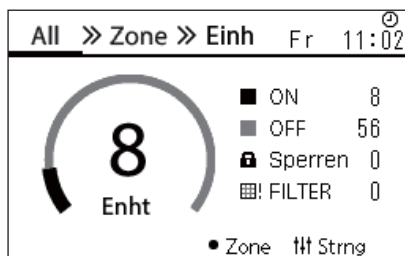 All » Zone » Einh Fr 11:02
8
Enht
ON 8
OFF 56
Sperren 0
! FILTER 0
● Zone Strng